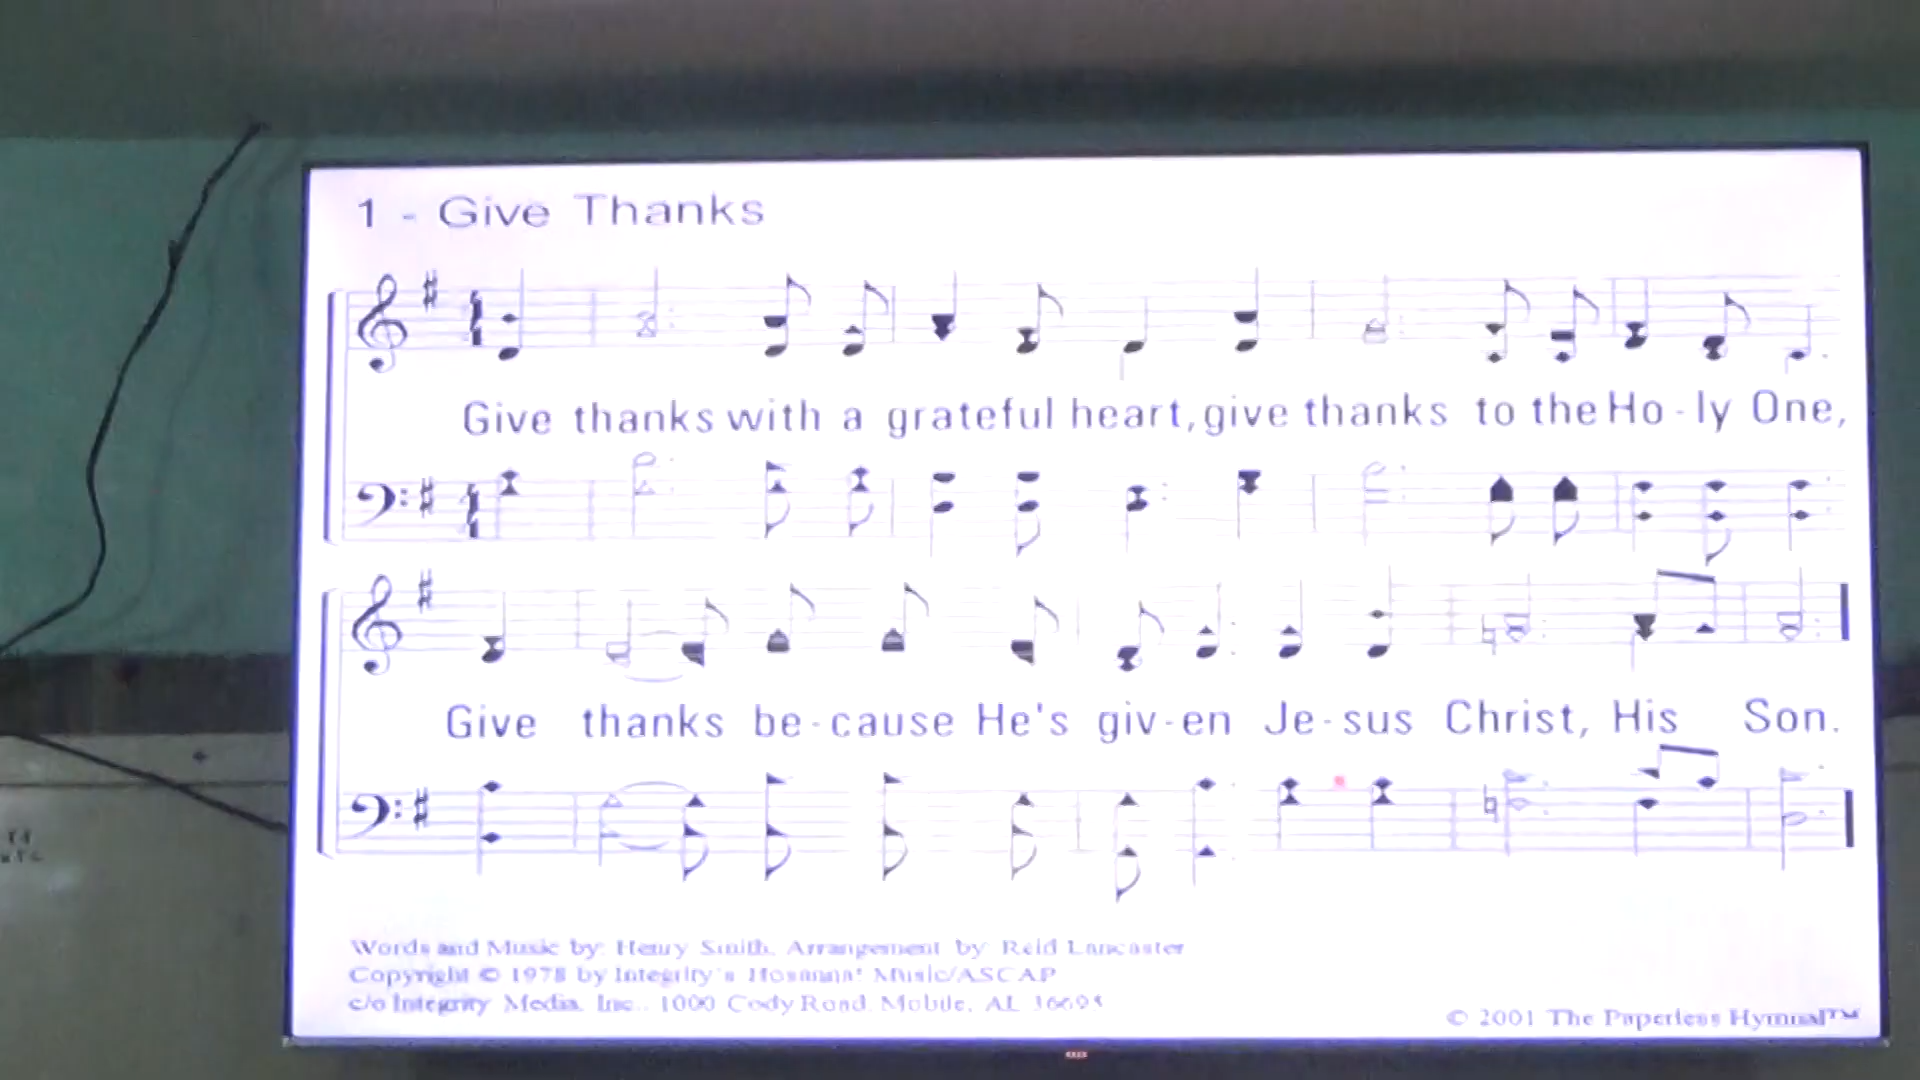 1 - Give Thanks
Give thanks with a grateful heart, give thanks to the Ho - ly One,
Give thanks be - cause He's giv - en Je - sus Christ, His Son.
Words and Music by: Henry Smith, Arrangement by: Reid Lancaster
Copyright © 1978 by Integrity's Hosanna! Music/ASCAP
c/o Integrity Media, Inc., 1000 Cody Road, Mobile, AL 36695
© 2001 The Paperless Hymnal™